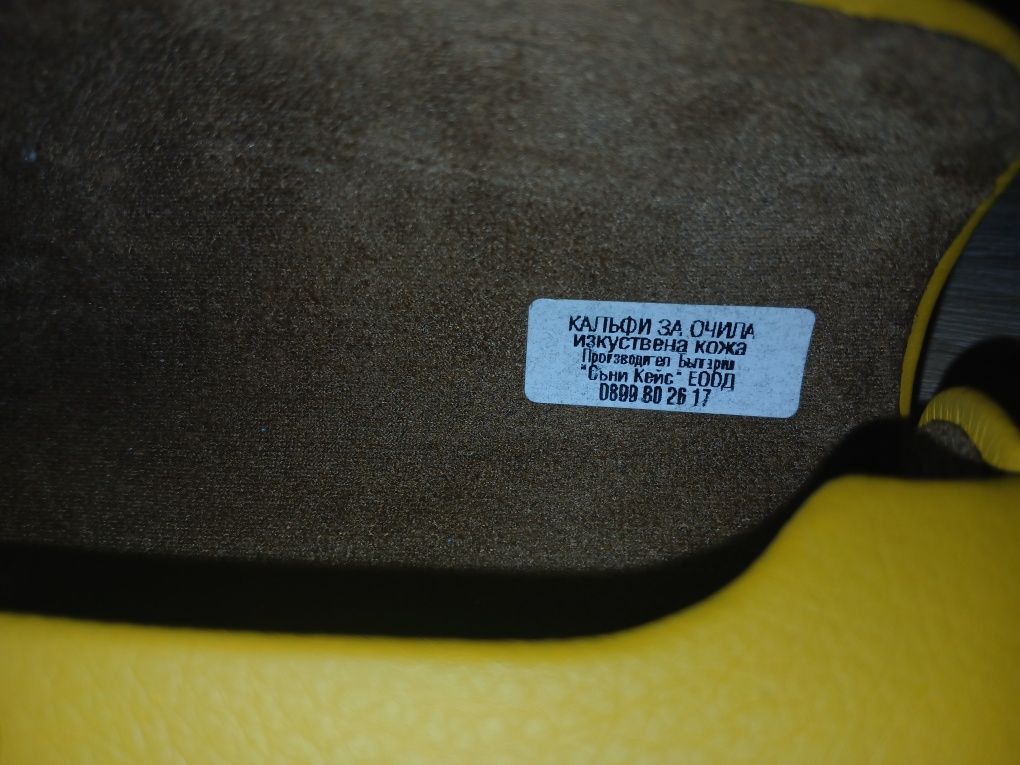 КАЛЪФИ ЗА ОЧИЛА
изкуствена кожа
Производител България
"Съни Кейс" ЕООД
0899 80 26 17